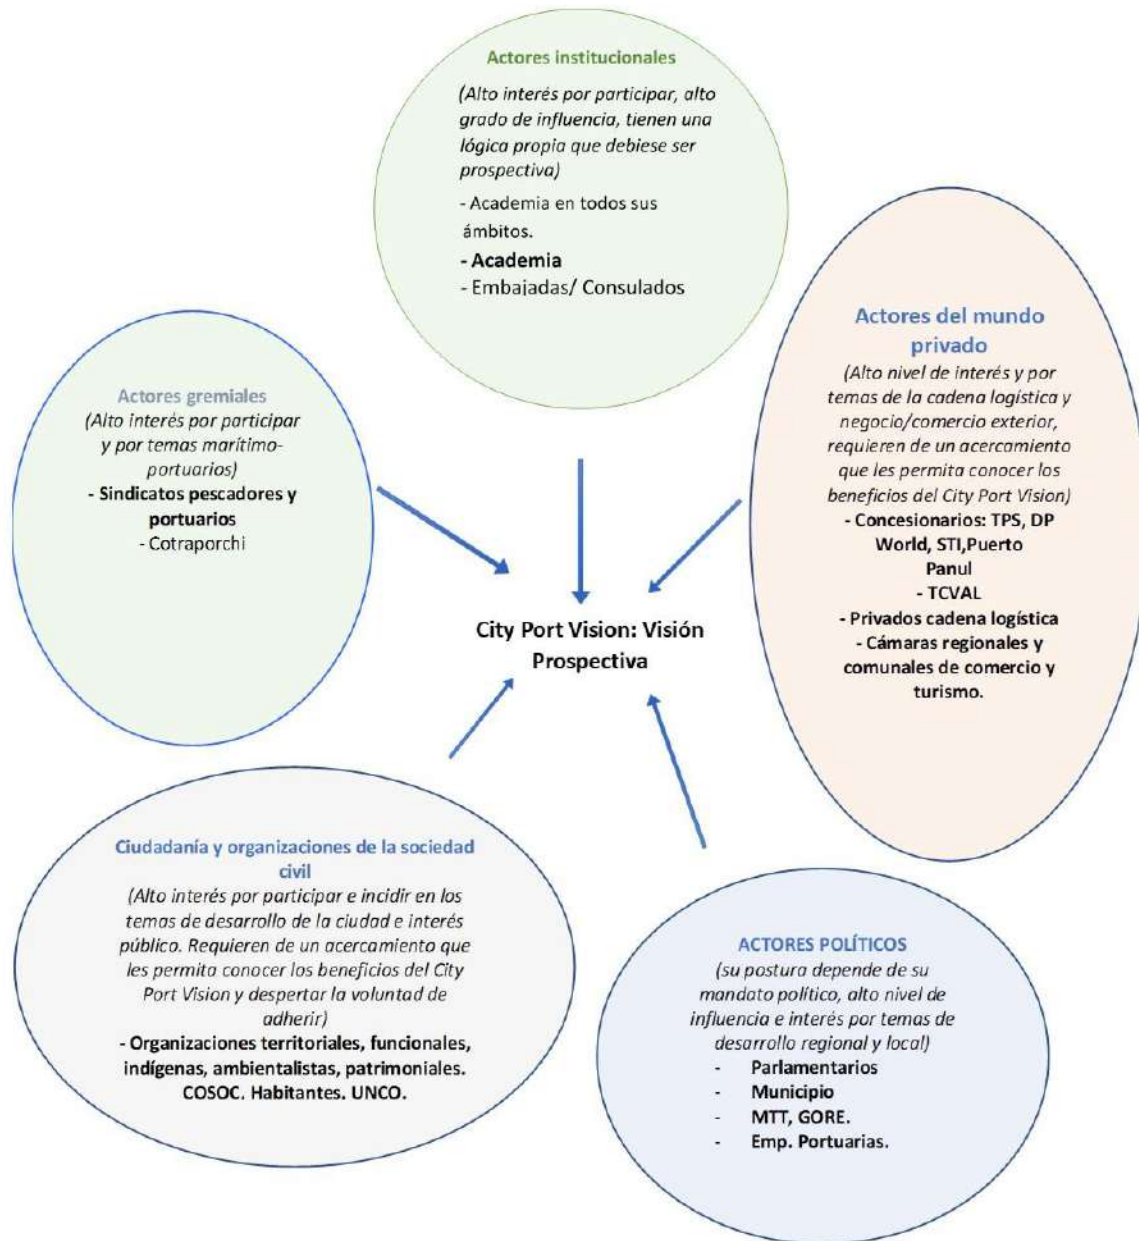 Actores institucionales
(Alto interés por participar, alto
grado de influencia, tienen una
lógica propia que debiese ser
prospectiva)
- Academia en todos sus
ámbitos.
- Academia
- Embajadas/ Consulados
Actores del mundo
privado
(Alto nivel de interés y por
temas de la cadena logística y
negocio/comercio exterior,
requieren de un acercamiento
que les permita conocer los
beneficios del City Port Vision)
- Concesionarios: TPS, DP
World, STI,Puerto
Panul
- TCVAL
- Privados cadena logística
- Cámaras regionales y
comunales de comercio y
turismo.
Actores gremiales
(Alto interés por participar
y por temas marítimo-
portuarios)
- Sindicatos pescadores y
portuarios
- Cotraporchi
City Port Vision: Visión
Prospectiva
Ciudadanía y organizaciones de la sociedad
civil
(Alto interés por participar e incidir en los
temas de desarrollo de la ciudad e interés
público. Requieren de un acercamiento que
les permita conocer los beneficios del City
Port Vision y despertar la voluntad de
adherir)
- Organizaciones territoriales, funcionales,
indígenas, ambientalistas, patrimoniales.
COSOC. Habitantes. UNCO.
ACTORES POLÍTICOS
(su postura depende de su
mandato político, alto nivel de
influencia e interés por temas de
desarrollo regional y local)
- Parlamentarios
- Municipio
- MTT, GORE.
- Emp. Portuarias.